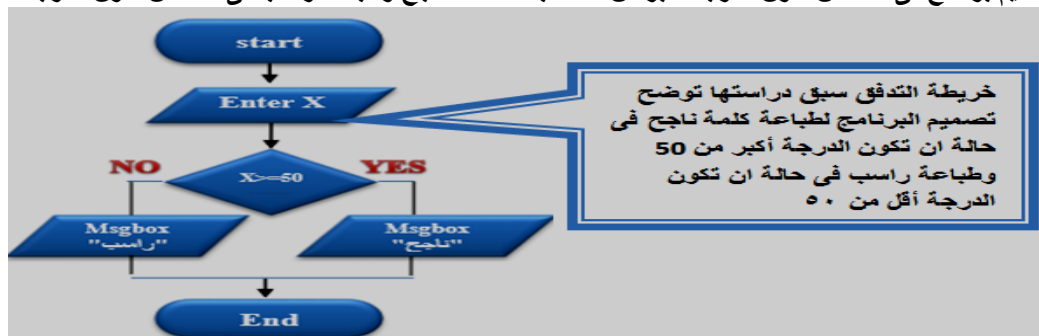 start
Enter X
خريطة التدفق سبق دراستها توضح
تصميم البرنامج لطباعة كلمة ناجح فى
حالة ان تكون الدرجة أكبر من 50
وطباعة راسب فى حالة ان تكون
الدرجة أقل من ٥٠
NO
YES
X>=50
Msgbox
"راسب"
Msgbox
"ناجح"
End